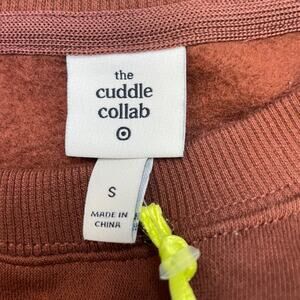 the
cuddle
collab
S
MADE IN
CHINA